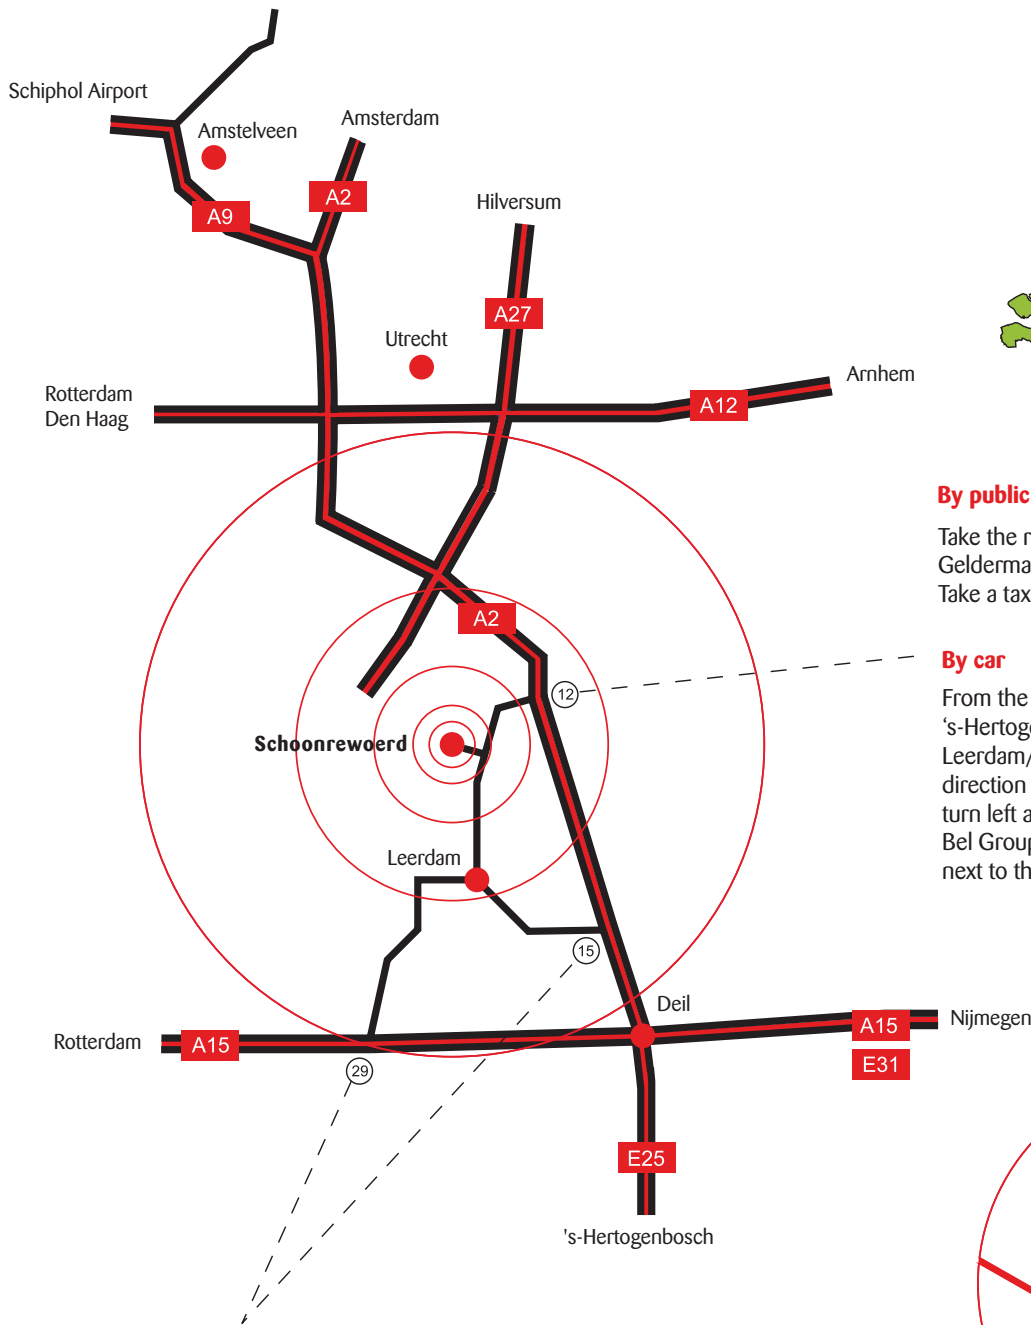 Schiphol Airport
Amstelveen
Amsterdam
A2
A9
Hilversum
A27
Utrecht
Rotterdam
Den Haag
Arnhem
A12
By public
Take the r
Gelderma
Take a tax
A2
By car
12
From the
's-Hertoge
Leerdam/
direction
turn left a
Bel Group
next to th
Schoonrewoerd
Leerdam
15
Deil
Rotterdam
A15
A15
Nijmegen
E31
29
E25
's-Hertogenbosch